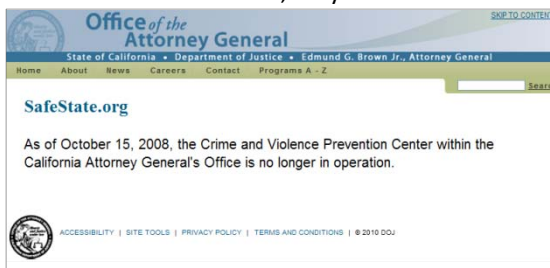 Office of the
Attorney General
SKIP TO CONTENT
State of California • Department of Justice • Edmund G. Brown Jr., Attorney General
Home About News Careers Contact Programs A - Z
Search
SafeState.org
As of October 15, 2008, the Crime and Violence Prevention Center within the
California Attorney General's Office is no longer in operation.
ACCESSIBILITY | SITE TOOLS | PRIVACY POLICY | TERMS AND CONDITIONS | © 2010 DOJ